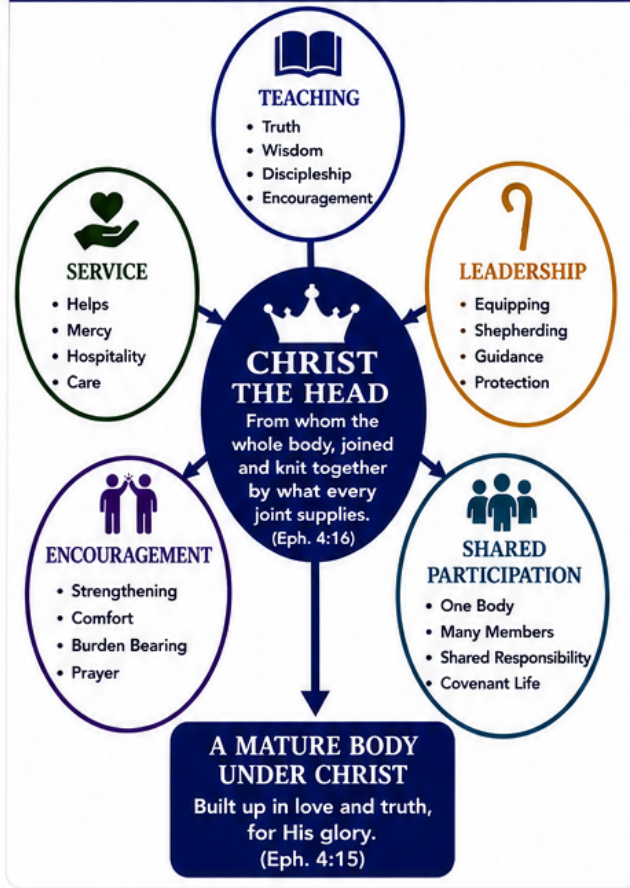 TEACHING
• Truth
• Wisdom
• Discipleship
• Encouragement
SERVICE
• Helps
• Mercy
• Hospitality
• Care
LEADERSHIP
• Equipping
• Shepherding
• Guidance
• Protection
CHRIST
THE HEAD
From whom the
whole body, joined
and knit together
by what every
joint supplies.
(Eph. 4:16)
ENCOURAGEMENT
• Strengthening
• Comfort
• Burden Bearing
• Prayer
SHARED
PARTICIPATION
• One Body
• Many Members
• Shared Responsibility
• Covenant Life
A MATURE BODY
UNDER CHRIST
Built up in love and truth,
for His glory.
(Eph. 4:15)